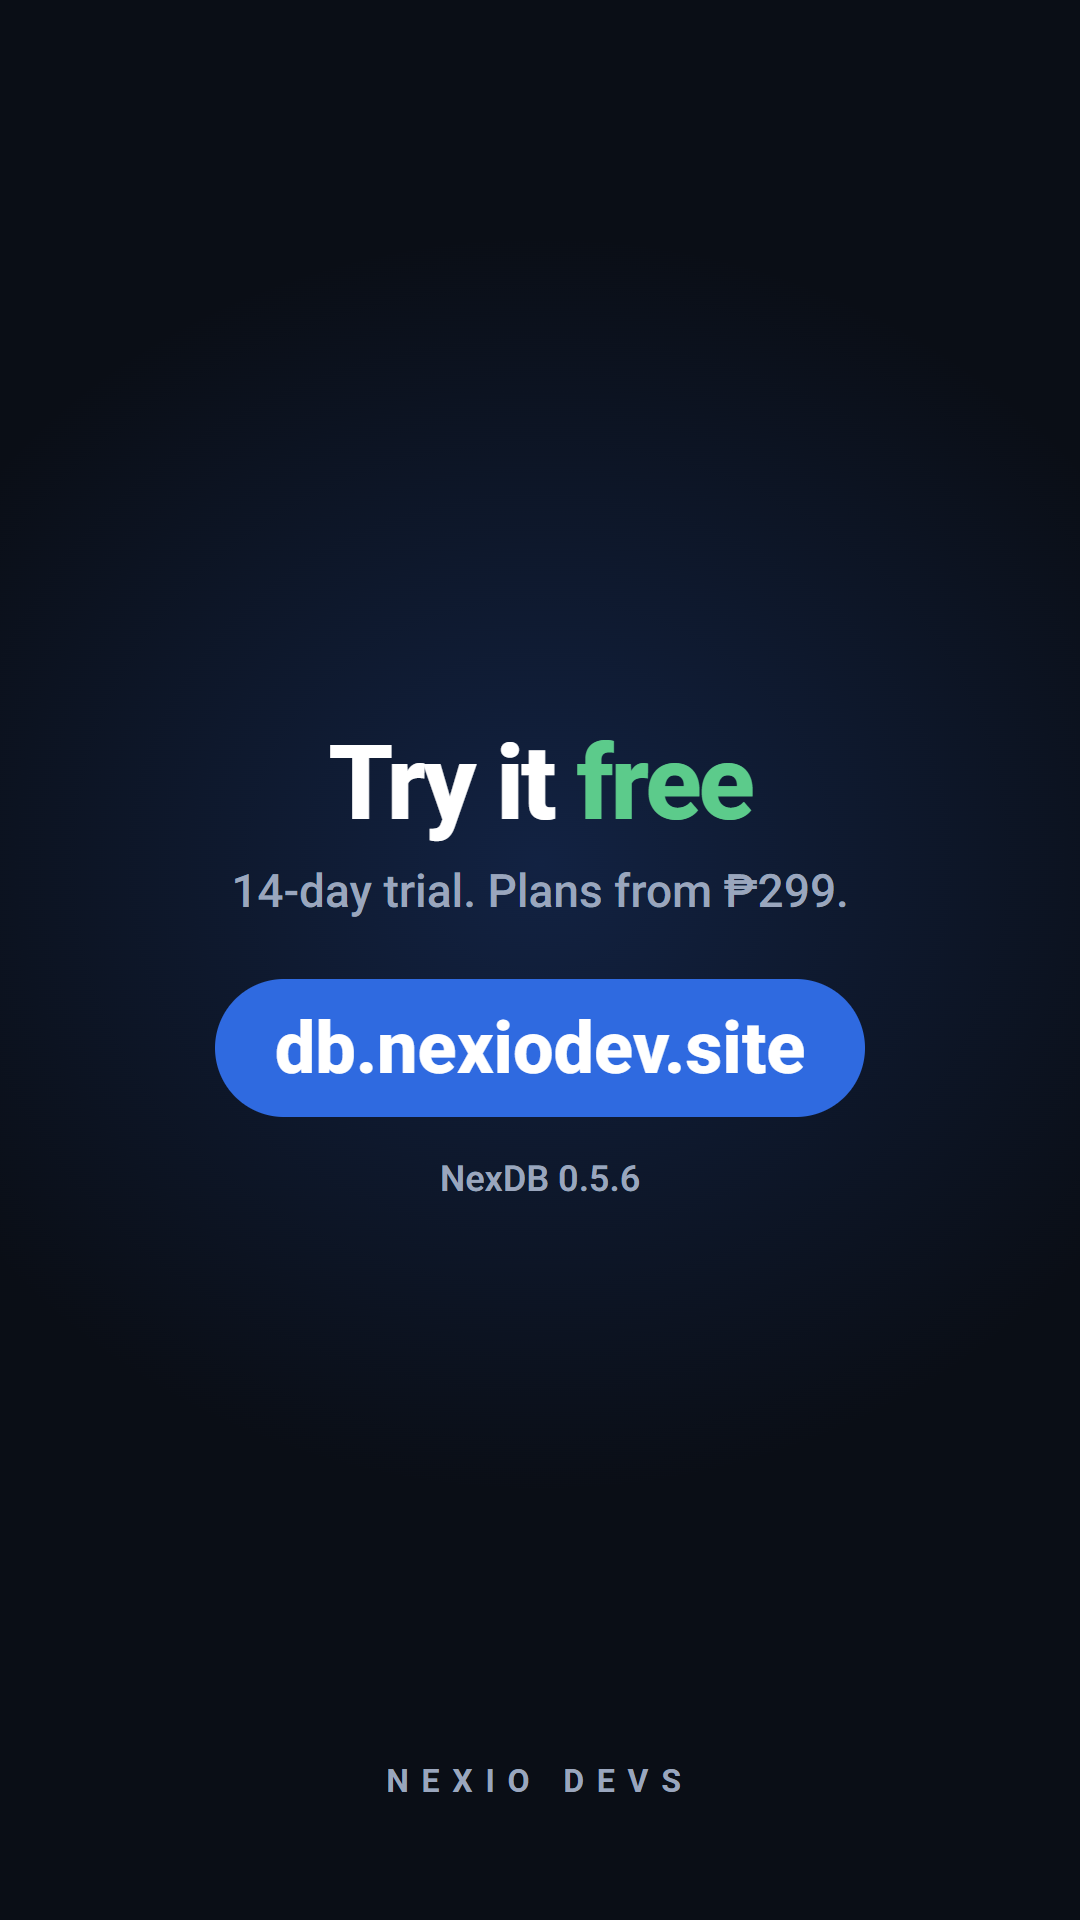 Try it free
14-day trial. Plans from ₱299.
db.nexiodev.site
NexDB 0.5.6
NEXIO DEVS